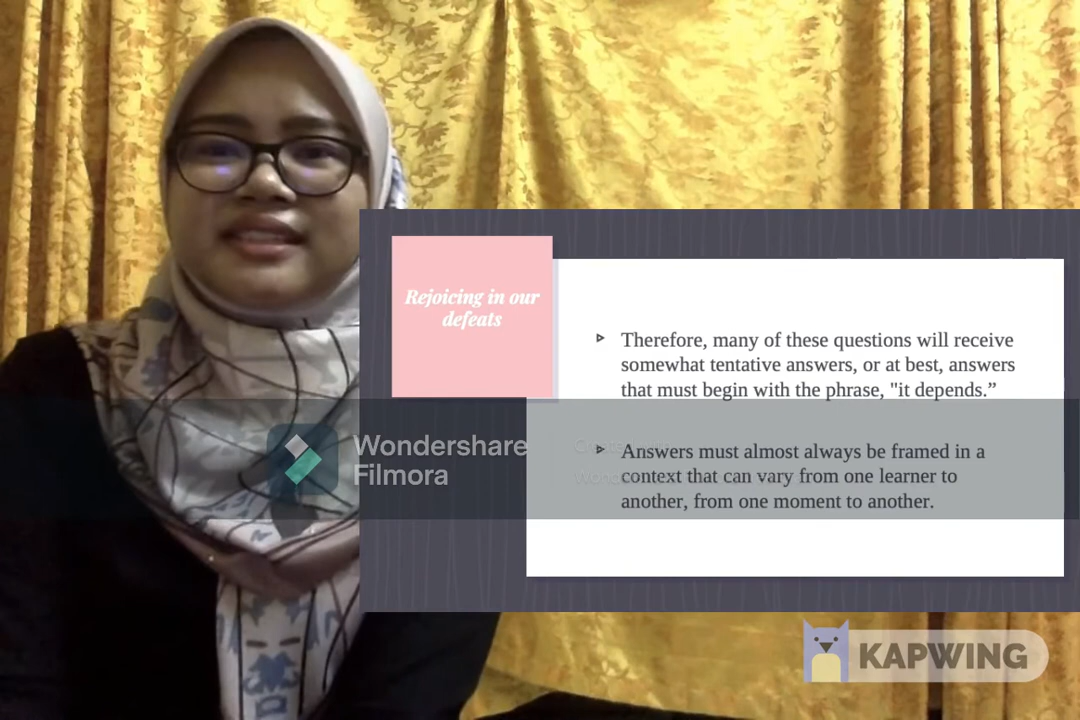 Rejoicing in our
defeats
Therefore, many of these questions will receive
somewhat tentative answers, or at best, answers
that must begin with the phrase, "it depends.”
Answers must almost always be framed in a
context that can vary from one learner to
another, from one moment to another.
Wondershare
Filmora
Created with
KAPWING